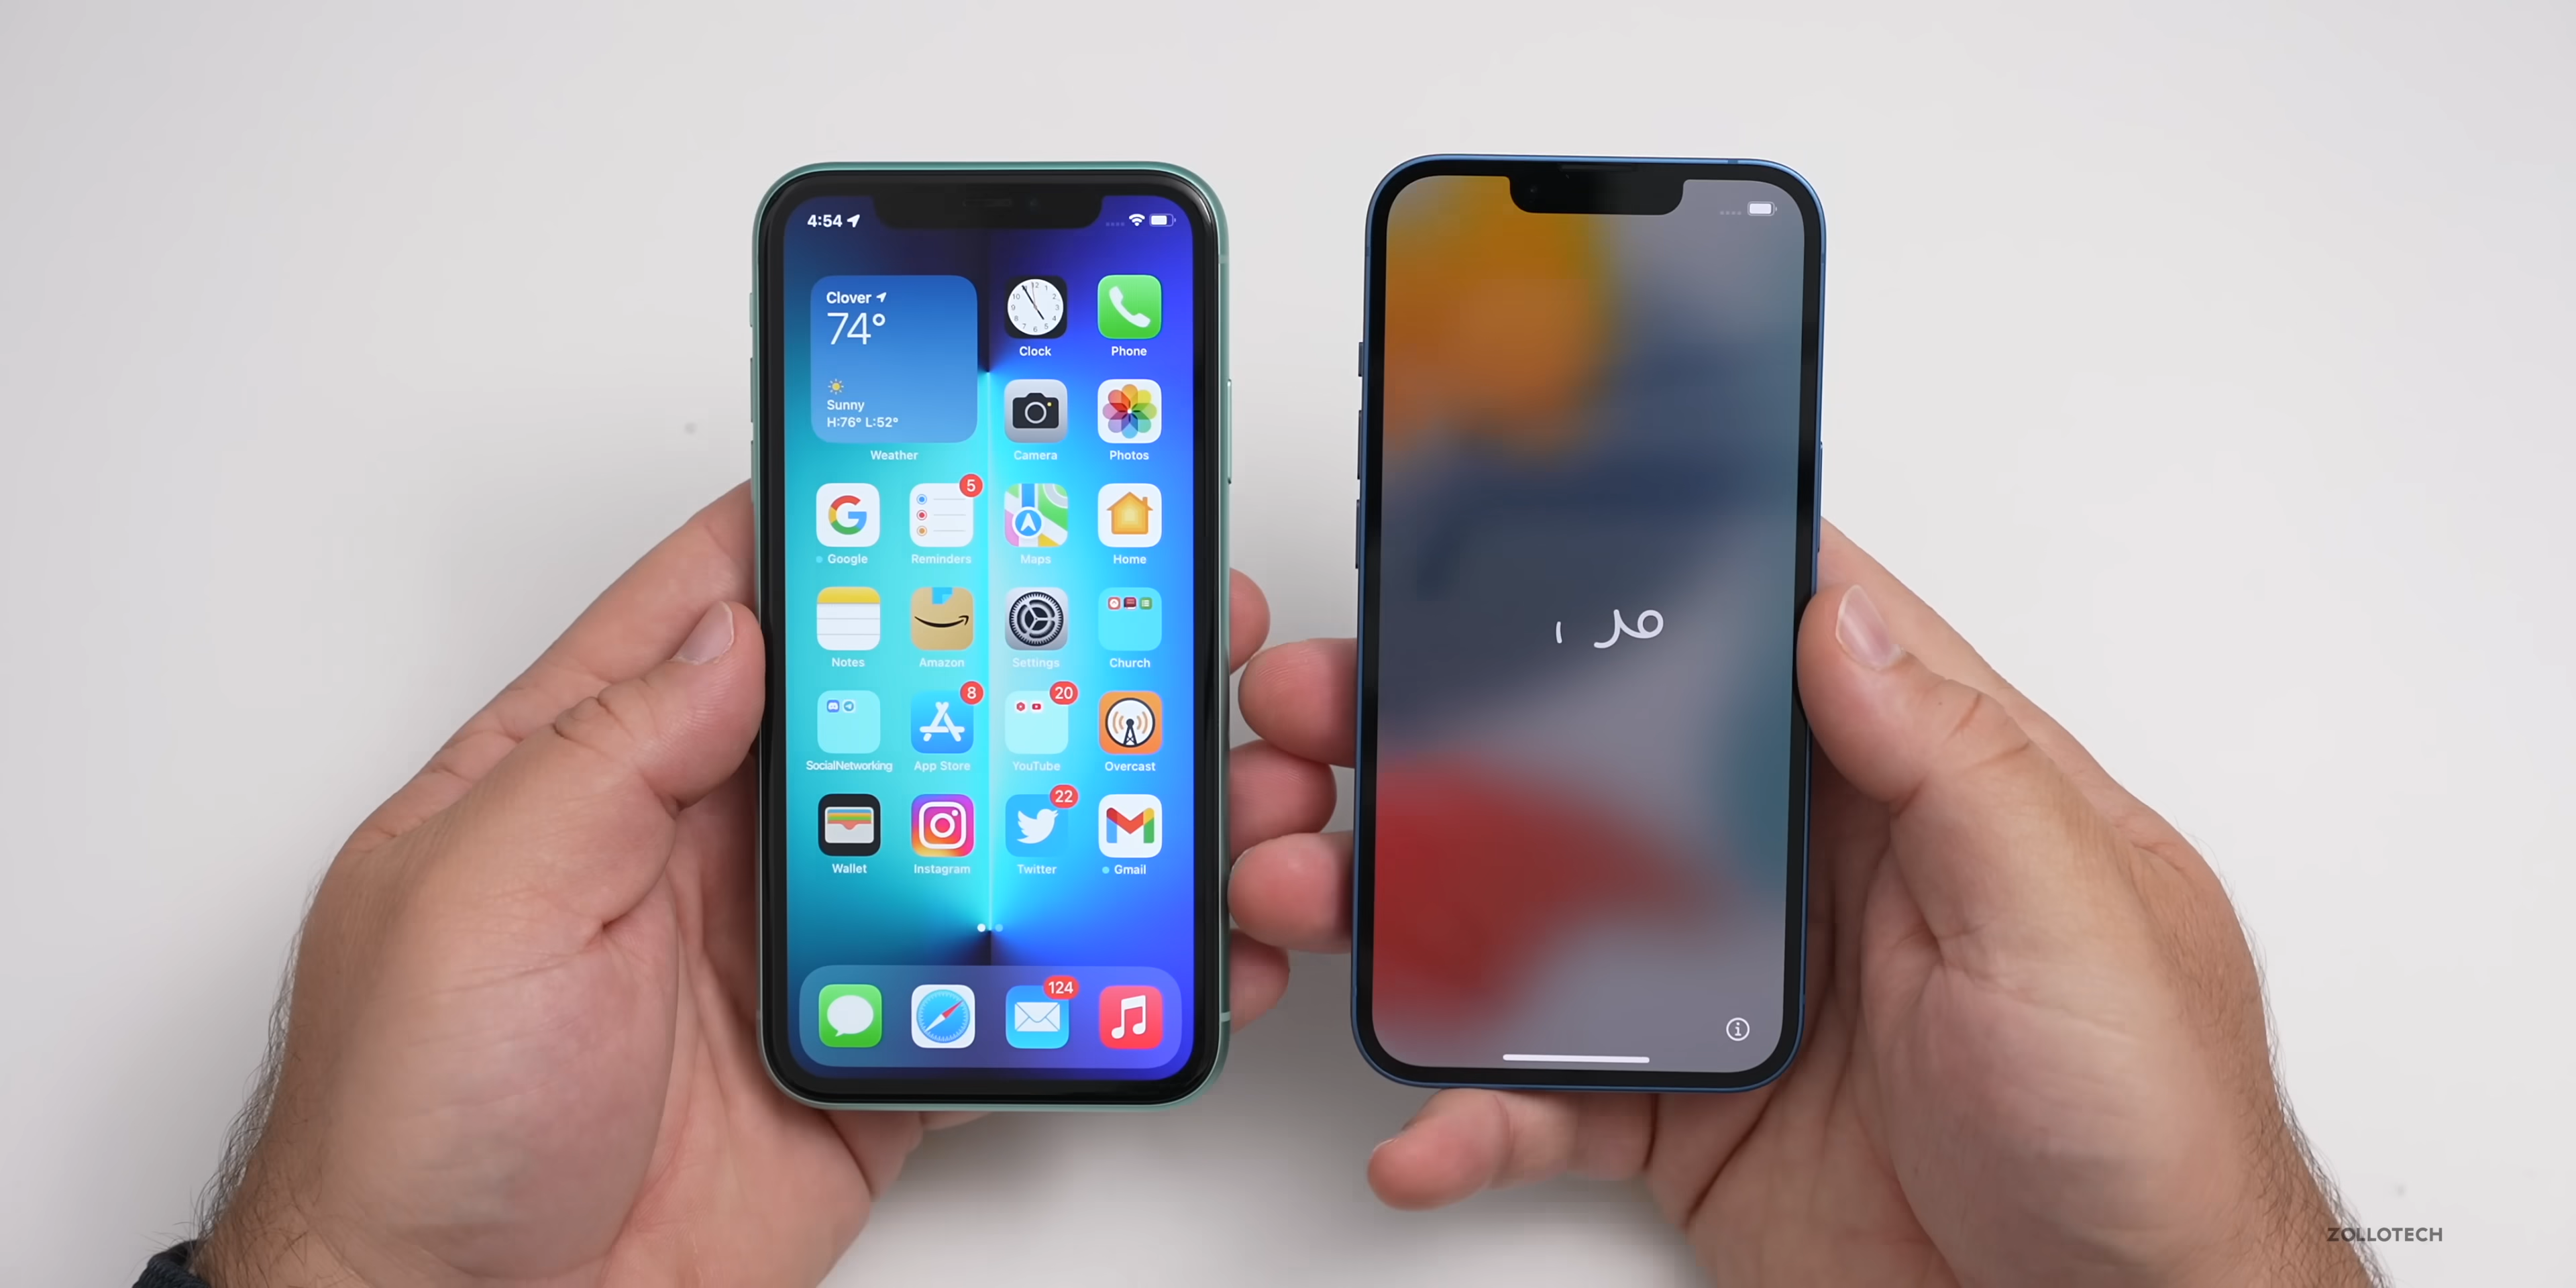 4:54
Clover
74°
Sunny
H:76° L:52°
Weather
Clock
Phone
Camera
Photos
5
Google
Reminders
Maps
Home
Notes
Amazon
Settings
Church
8
20
SocialNetworking
App Store
YouTube
Overcast
22
Wallet
Instagram
Twitter
Gmail
124
ZOLLOTECH